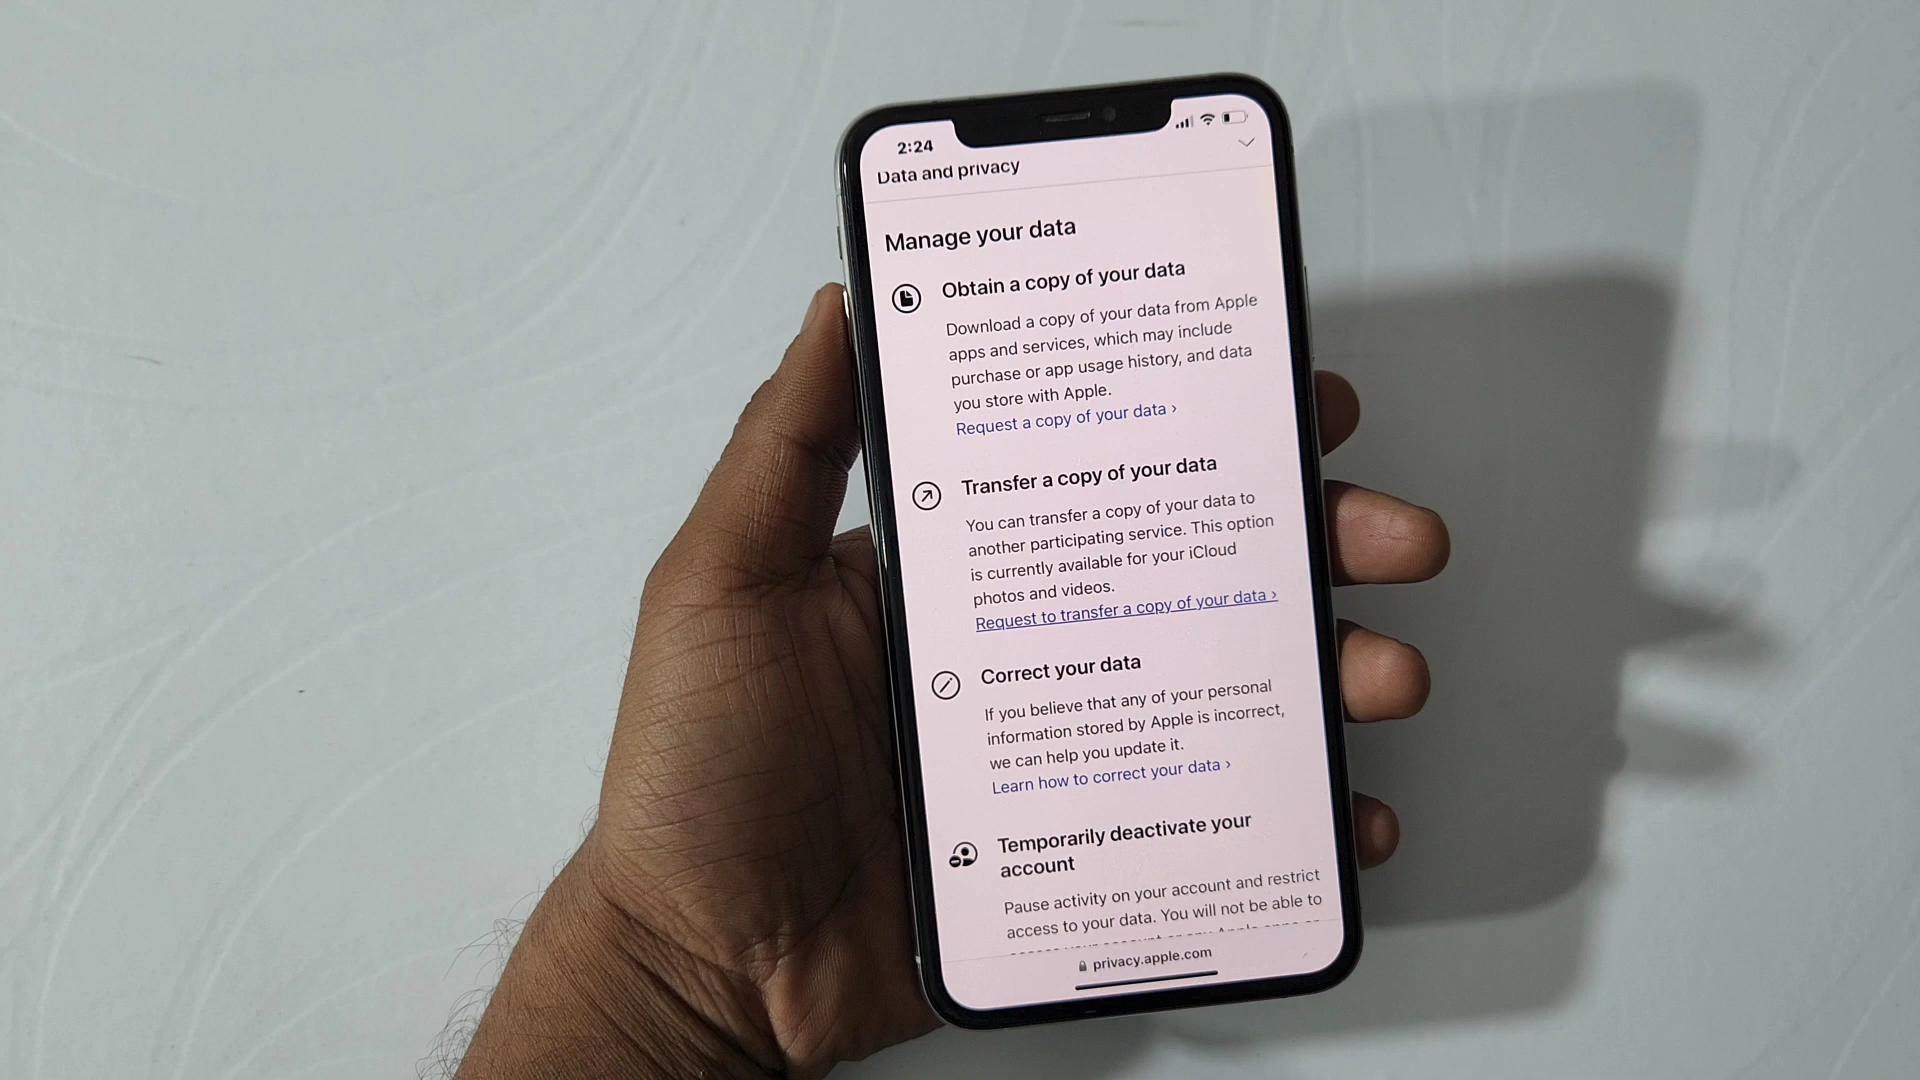 2:24
Data and privacy
Manage your data
Obtain a copy of your data
Download a copy of your data from Apple
apps and services, which may include
purchase or app usage history, and data
you store with Apple.
Request a copy of your data ›
Transfer a copy of your data
You can transfer a copy of your data to
another participating service. This option
is currently available for your iCloud
photos and videos.
Request to transfer a copy of your data ›
Correct your data
If you believe that any of your personal
information stored by Apple is incorrect,
we can help you update it.
Learn how to correct your data ›
Temporarily deactivate your
account
Pause activity on your account and restrict
access to your data. You will not be able to
privacy.apple.com